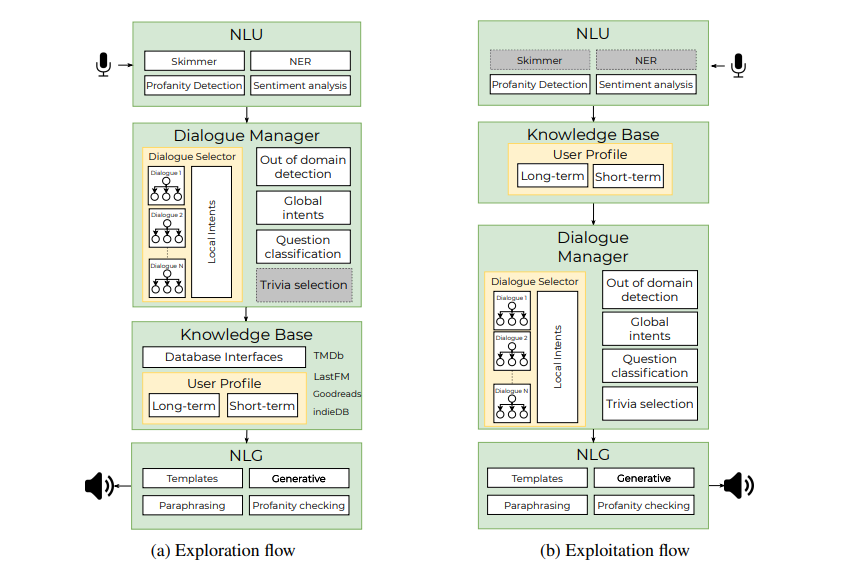 NLU
Skimmer
NER
Profanity Detection
Sentiment analysis
Dialogue Manager
Dialogue Selector
Dialogue 1
Dialogue 2
Dialogue N
Local Intents
Out of domain
detection
Global
intents
Question
classification
Trivia selection
Knowledge Base
Database Interfaces
TMDb
LastFM
Goodreads
indieDB
User Profile
Long-term
Short-term
NLG
Templates
Generative
Paraphrasing
Profanity checking
(a) Exploration flow
NLU
Skimmer
NER
Profanity Detection
Sentiment analysis
Knowledge Base
User Profile
Long-term
Short-term
Dialogue
Manager
Dialogue Selector
Dialogue 1
Dialogue 2
Dialogue N
Local Intents
Out of domain
detection
Global
intents
Question
classification
Trivia selection
NLG
Templates
Generative
Paraphrasing
Profanity checking
(b) Exploitation flow